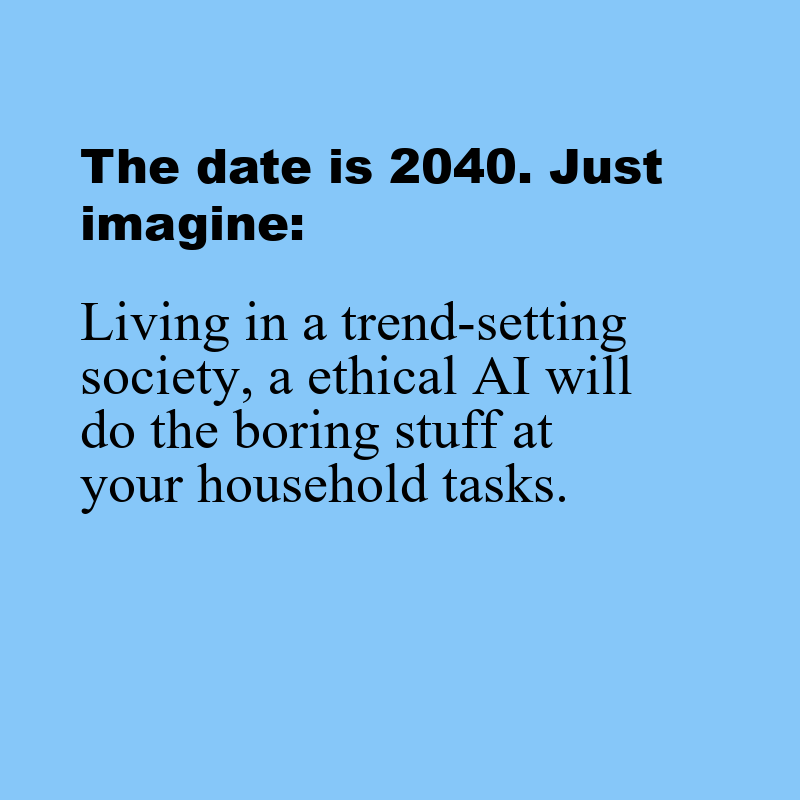 The date is 2040. Just
imagine:
Living in a trend-setting
society, a ethical AI will
do the boring stuff at
your household tasks.